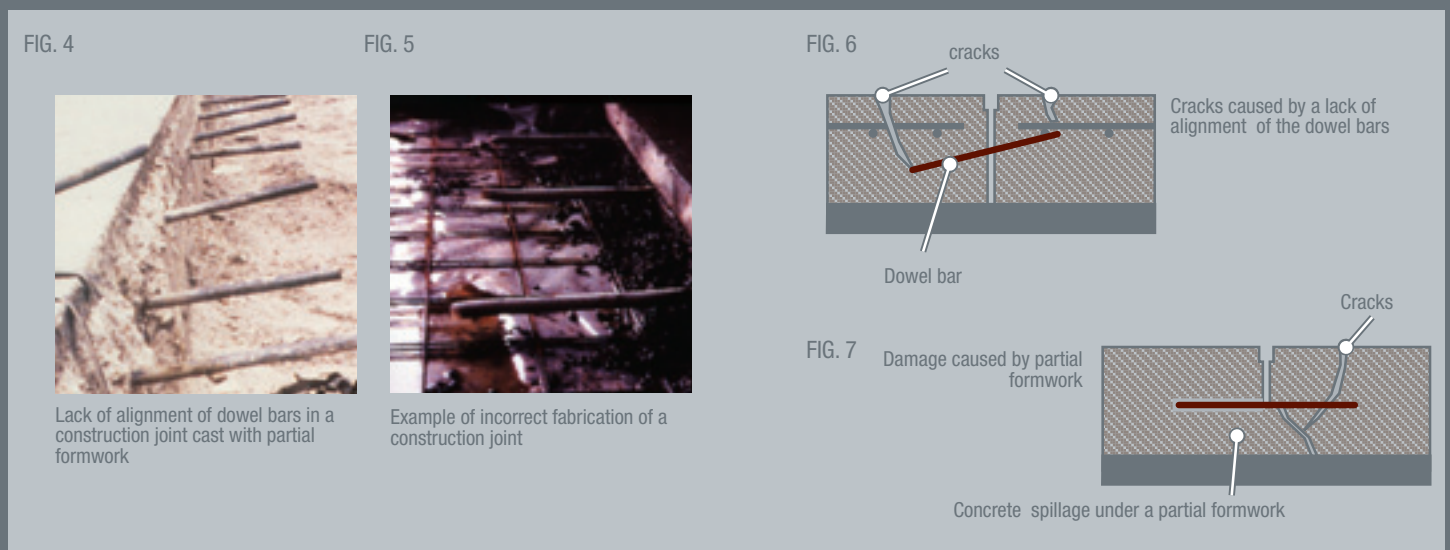 FIG. 4
Lack of alignment of dowel bars in a
construction joint cast with partial
formwork
FIG. 5
Example of incorrect fabrication of a
construction joint
FIG. 6
cracks
Cracks caused by a lack of
alignment of the dowel bars
Dowel bar
FIG. 7
Damage caused by partial
formwork
Cracks
Concrete spillage under a partial formwork